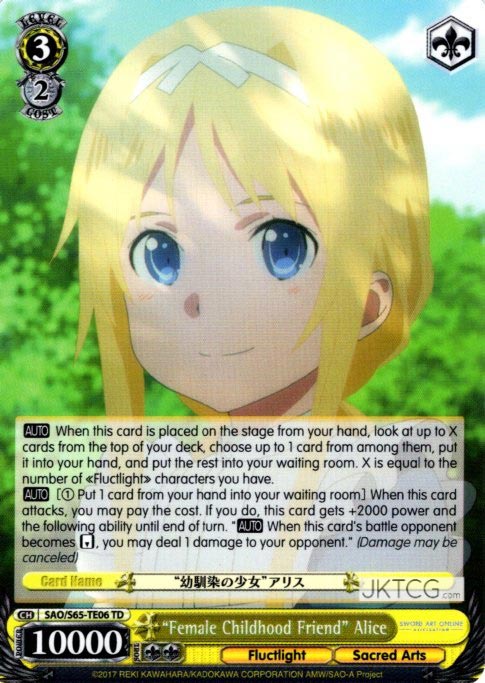 LEVEL
3
2
COST
AUTO When this card is placed on the stage from your hand, look at up to X
cards from the top of your deck, choose up to 1 card from among them, put
it into your hand, and put the rest into your waiting room. X is equal to the
number of «Fluctlight» characters you have.
AUTO [① Put 1 card from your hand into your waiting room] When this card
attacks, you may pay the cost. If you do, this card gets +2000 power and
the following ability until end of turn. "AUTO When this card's battle opponent
becomes , you may deal 1 damage to your opponent." (Damage may be
canceled)
Card Name
“幼馴染の少女”アリス
JKTCG.com
CH SAO/S65-TE06 TD
POWER
10000
SOUL
"Female Childhood Friend" Alice
SWORD ART ONLINE
ALICIZATION
Fluctlight
Sacred Arts
©2017 REKI KAWAHARA/KADOKAWA CORPORATION AMW/SAO-A Project